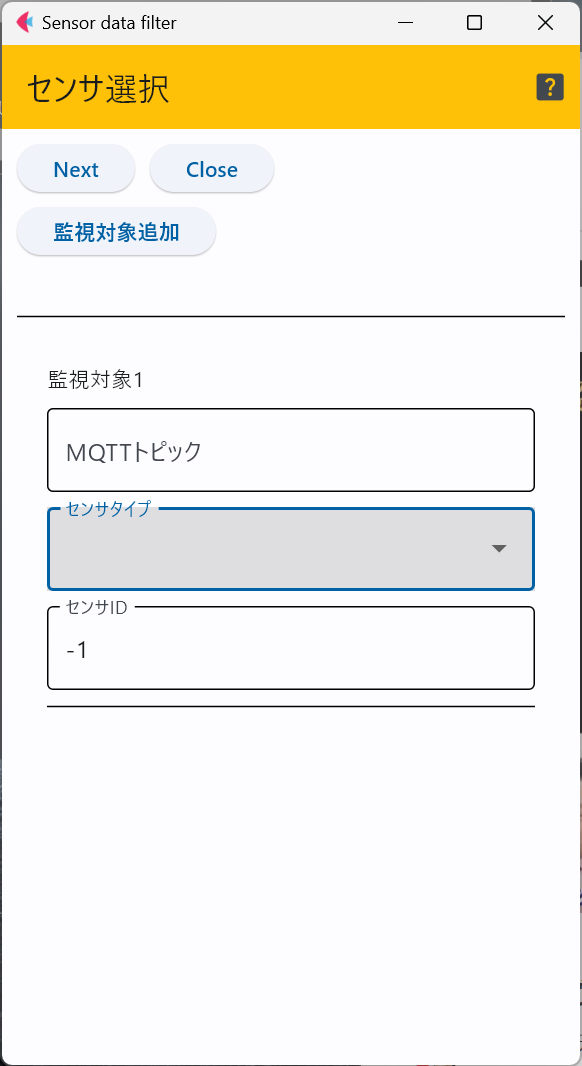 Sensor data filter
センサ選択
?
Next Close
監視対象追加
監視対象1
MQTTトピック
センサタイプ
センサID
-1